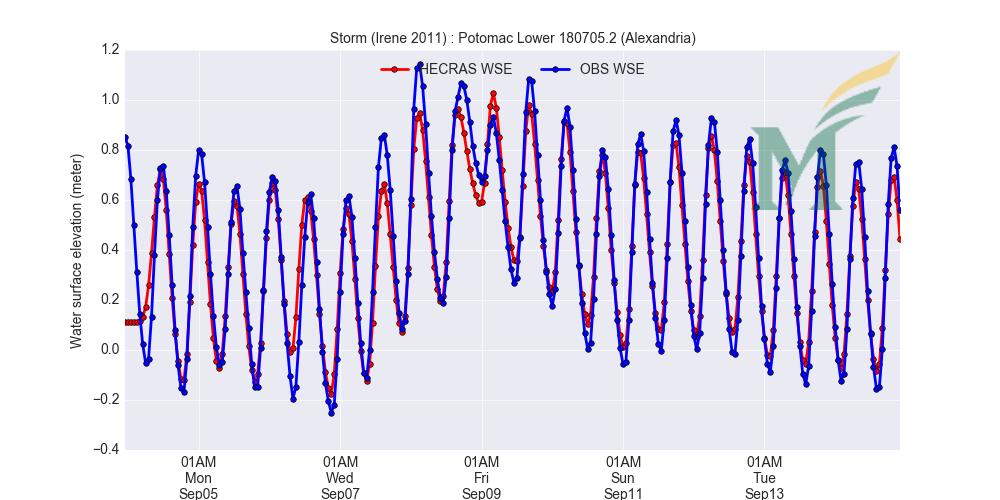 Storm (Irene 2011) : Potomac Lower 180705.2 (Alexandria)
HECRAS WSE OBS WSE
Water surface elevation (meter)
1.2
1.0
0.8
0.6
0.4
0.2
0.0
−0.2
−0.4
01AM 01AM 01AM 01AM 01AM
Mon Wed Fri Sun Tue
Sep05 Sep07 Sep09 Sep11 Sep13
M